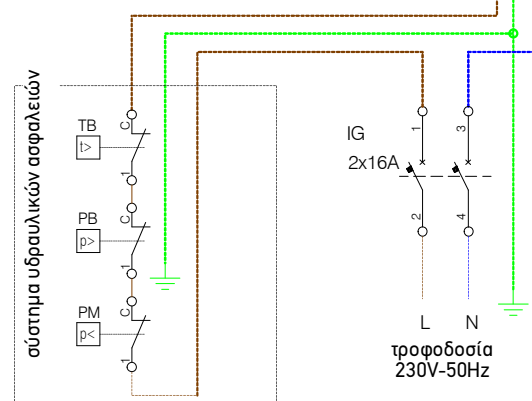 σύστημα υδραυλικών ασφαλειών
TB
t>
C
1
PB
p>
C
1
PM
p<
C
1
IG
2x16A
1
3
2
4
L
N
τροφοδοσία
230V-50Hz